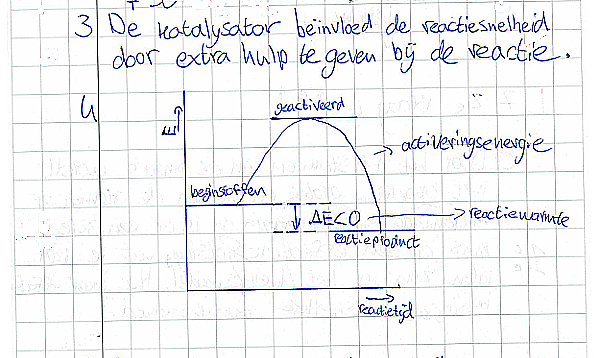 3 De katalysator beinvloed de reactiesnelheid
door extra hulp te geven bij de reactie.
4
geactiveerd
E
activeringsenergie
beginstoffen
ΔE<0
reactiewarmte
reactieproduct
reactietijd